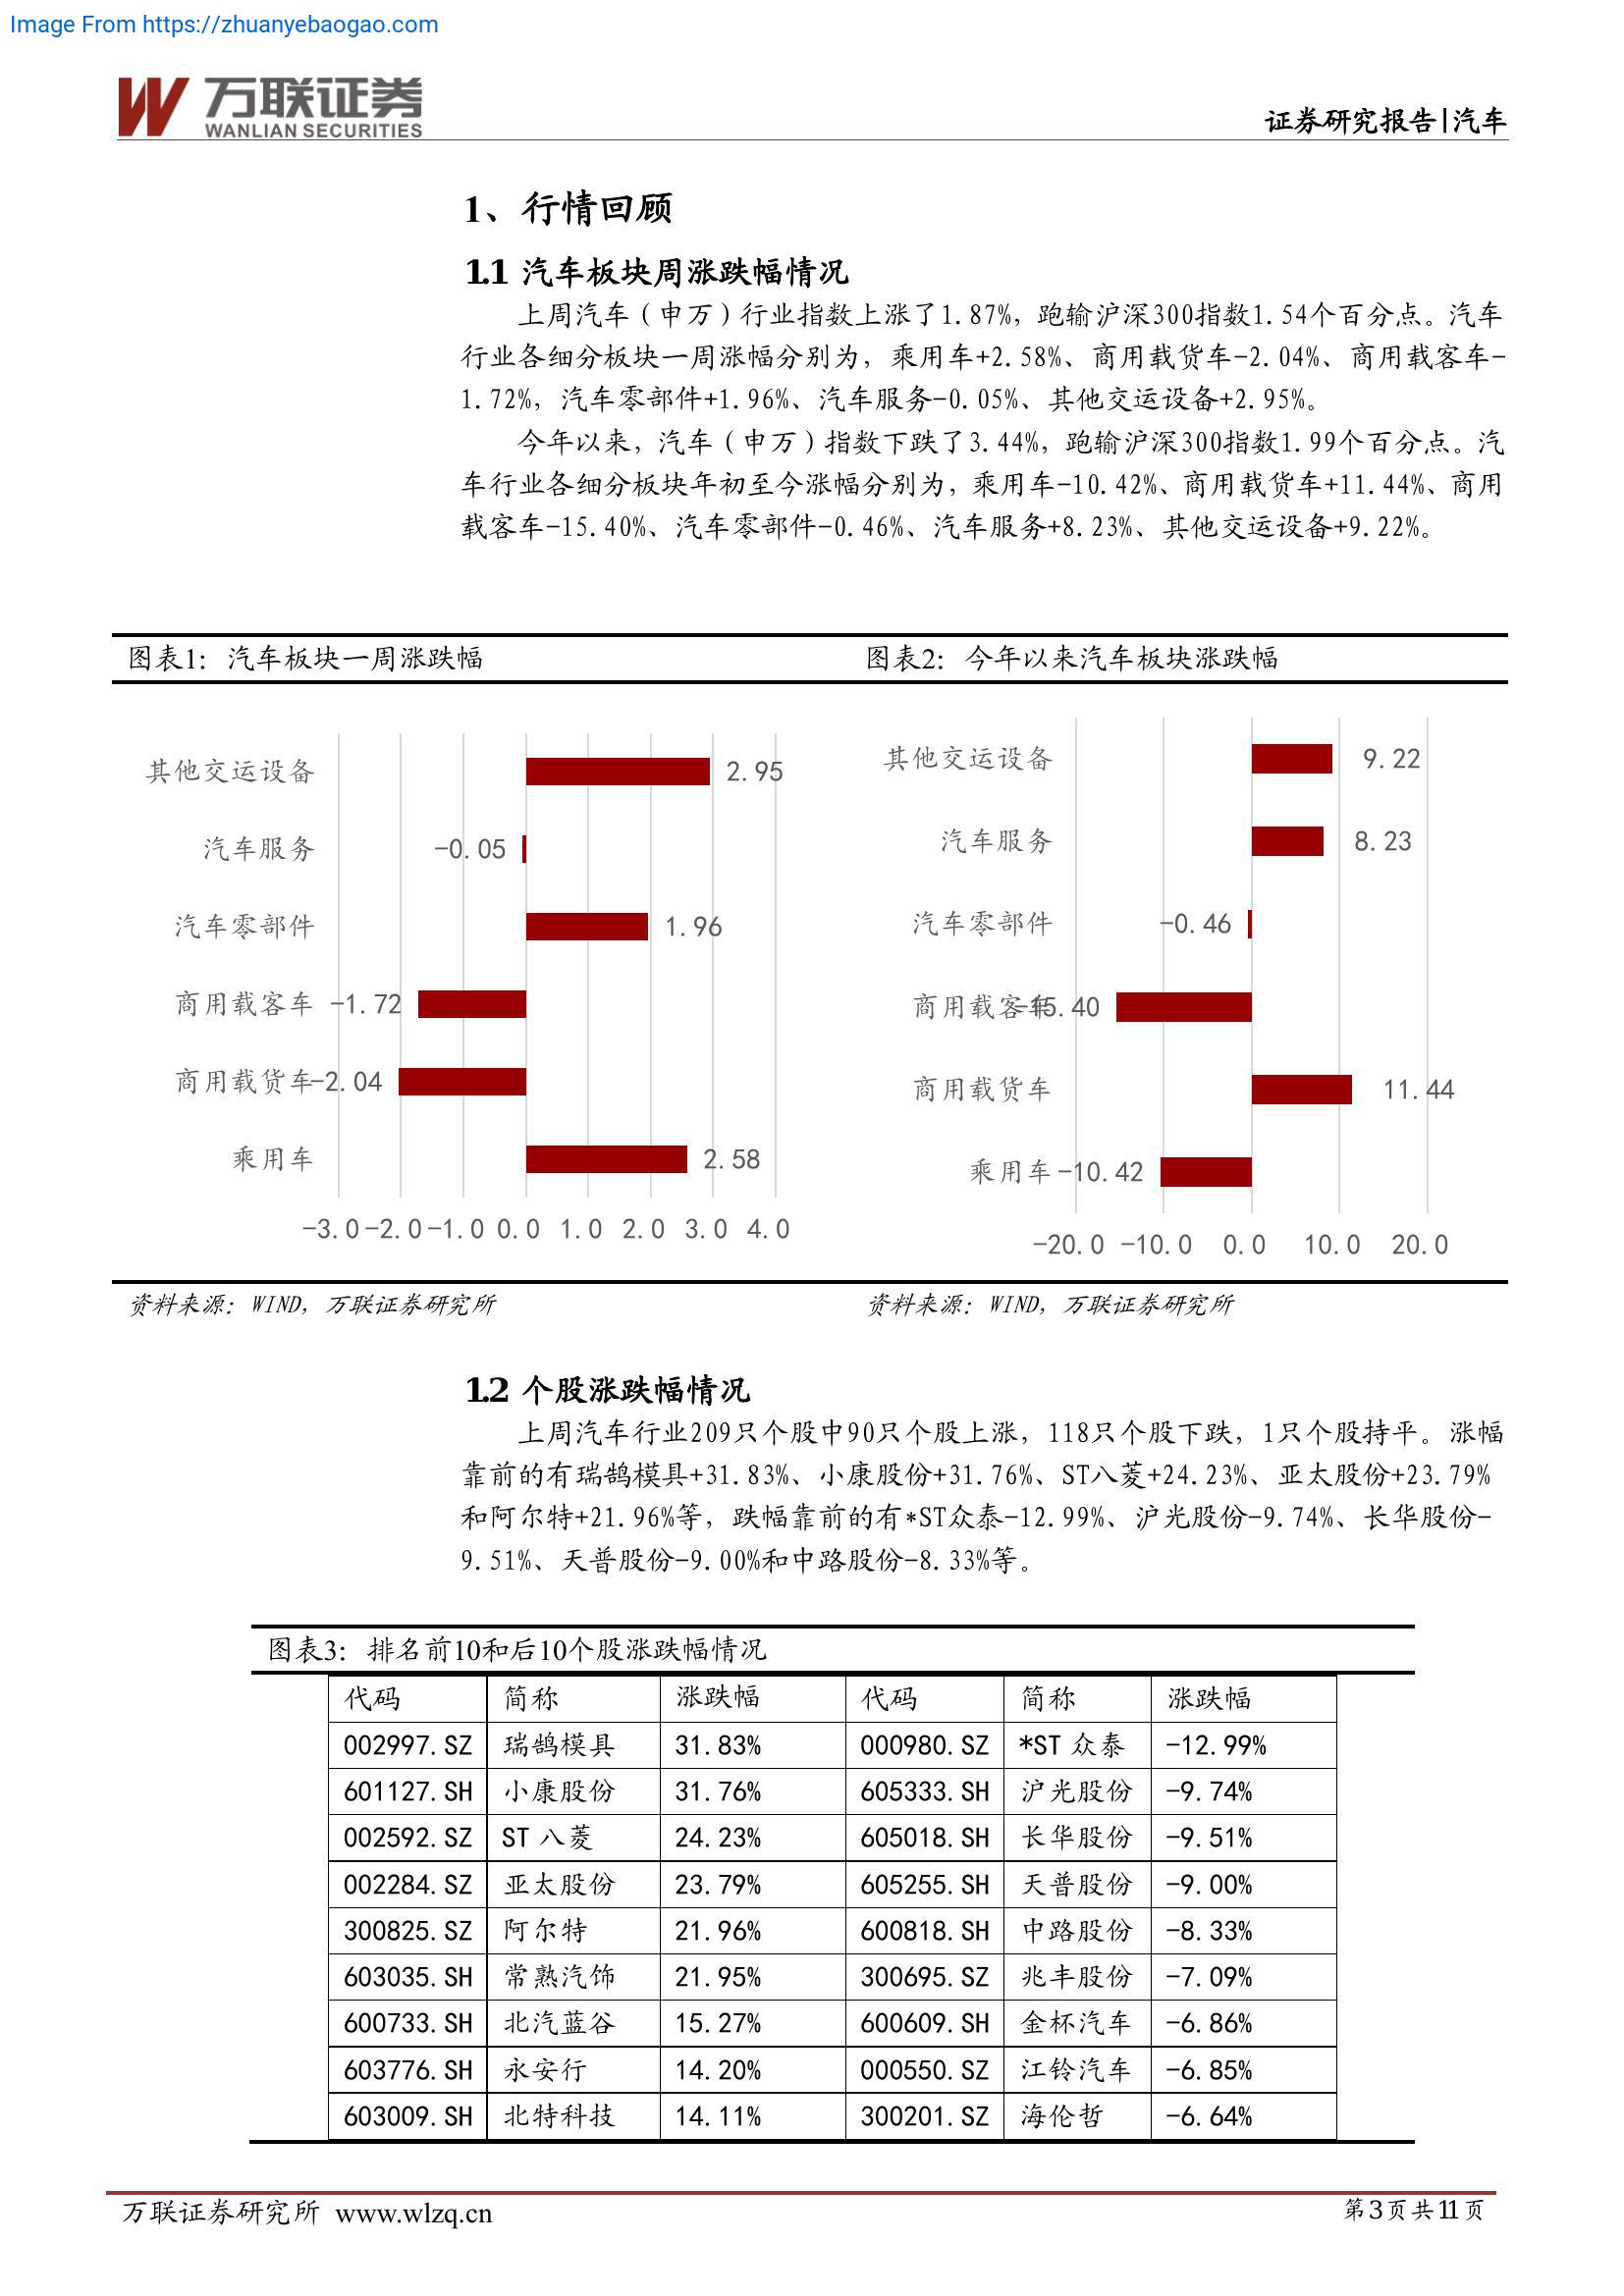 Image From https://zhuanyebaogao.com
万联证券
WANLIAN SECURITIES
证券研究报告|汽车
1、行情回顾
1.1 汽车板块周涨跌幅情况
上周汽车（申万）行业指数上涨了1.87%，跑输沪深300指数1.54个百分点。汽车
行业各细分板块一周涨幅分别为，乘用车+2.58%、商用载货车-2.04%、商用载客车-
1.72%，汽车零部件+1.96%、汽车服务-0.05%、其他交运设备+2.95%。
今年以来，汽车（申万）指数下跌了3.44%，跑输沪深300指数1.99个百分点。汽
车行业各细分板块年初至今涨幅分别为，乘用车-10.42%、商用载货车+11.44%、商用
载客车-15.40%、汽车零部件-0.46%、汽车服务+8.23%、其他交运设备+9.22%。
图表1：汽车板块一周涨跌幅
其他交运设备 2.95
汽车服务 -0.05
汽车零部件 1.96
商用载客车 -1.72
商用载货车 -2.04
乘用车 2.58
-3.0 -2.0 -1.0 0.0 1.0 2.0 3.0 4.0
资料来源：WIND，万联证券研究所
图表2：今年以来汽车板块涨跌幅
其他交运设备 9.22
汽车服务 8.23
汽车零部件 -0.46
商用载客车 -15.40
商用载货车 11.44
乘用车 -10.42
-20.0 -10.0 0.0 10.0 20.0
资料来源：WIND，万联证券研究所
1.2 个股涨跌幅情况
上周汽车行业209只个股中90只个股上涨，118只个股下跌，1只个股持平。涨幅
靠前的有瑞鹄模具+31.83%、小康股份+31.76%、ST八菱+24.23%、亚太股份+23.79%
和阿尔特+21.96%等，跌幅靠前的有*ST众泰-12.99%、沪光股份-9.74%、长华股份-
9.51%、天普股份-9.00%和中路股份-8.33%等。
图表3：排名前10和后10个股涨跌幅情况
代码 简称 涨跌幅 代码 简称 涨跌幅
002997.SZ 瑞鹄模具 31.83% 000980.SZ *ST 众泰 -12.99%
601127.SH 小康股份 31.76% 605333.SH 沪光股份 -9.74%
002592.SZ ST 八菱 24.23% 605018.SH 长华股份 -9.51%
002284.SZ 亚太股份 23.79% 605255.SH 天普股份 -9.00%
300825.SZ 阿尔特 21.96% 600818.SH 中路股份 -8.33%
603035.SH 常熟汽饰 21.95% 300695.SZ 兆丰股份 -7.09%
600733.SH 北汽蓝谷 15.27% 600609.SH 金杯汽车 -6.86%
603776.SH 永安行 14.20% 000550.SZ 江铃汽车 -6.85%
603009.SH 北特科技 14.11% 300201.SZ 海伦哲 -6.64%
万联证券研究所 www.wlzq.cn
第3页共11页